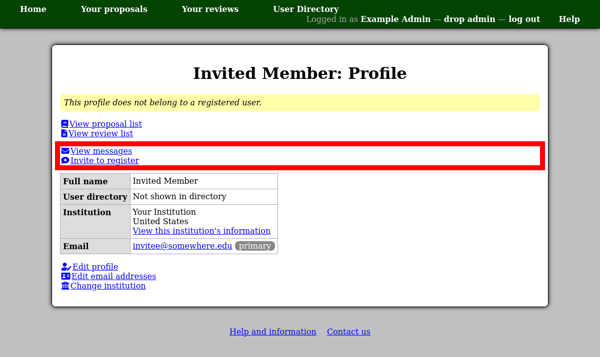 Home Your proposals Your reviews User Directory
Logged in as Example Admin — drop admin — log out Help
Invited Member: Profile
This profile does not belong to a registered user.
View proposal list
View review list
View messages
Invite to register
Full name Invited Member
User directory Not shown in directory
Institution Your Institution
United States
View this institution's information
Email invitee@somewhere.edu primary
Edit profile
Edit email addresses
Change institution
Help and information Contact us